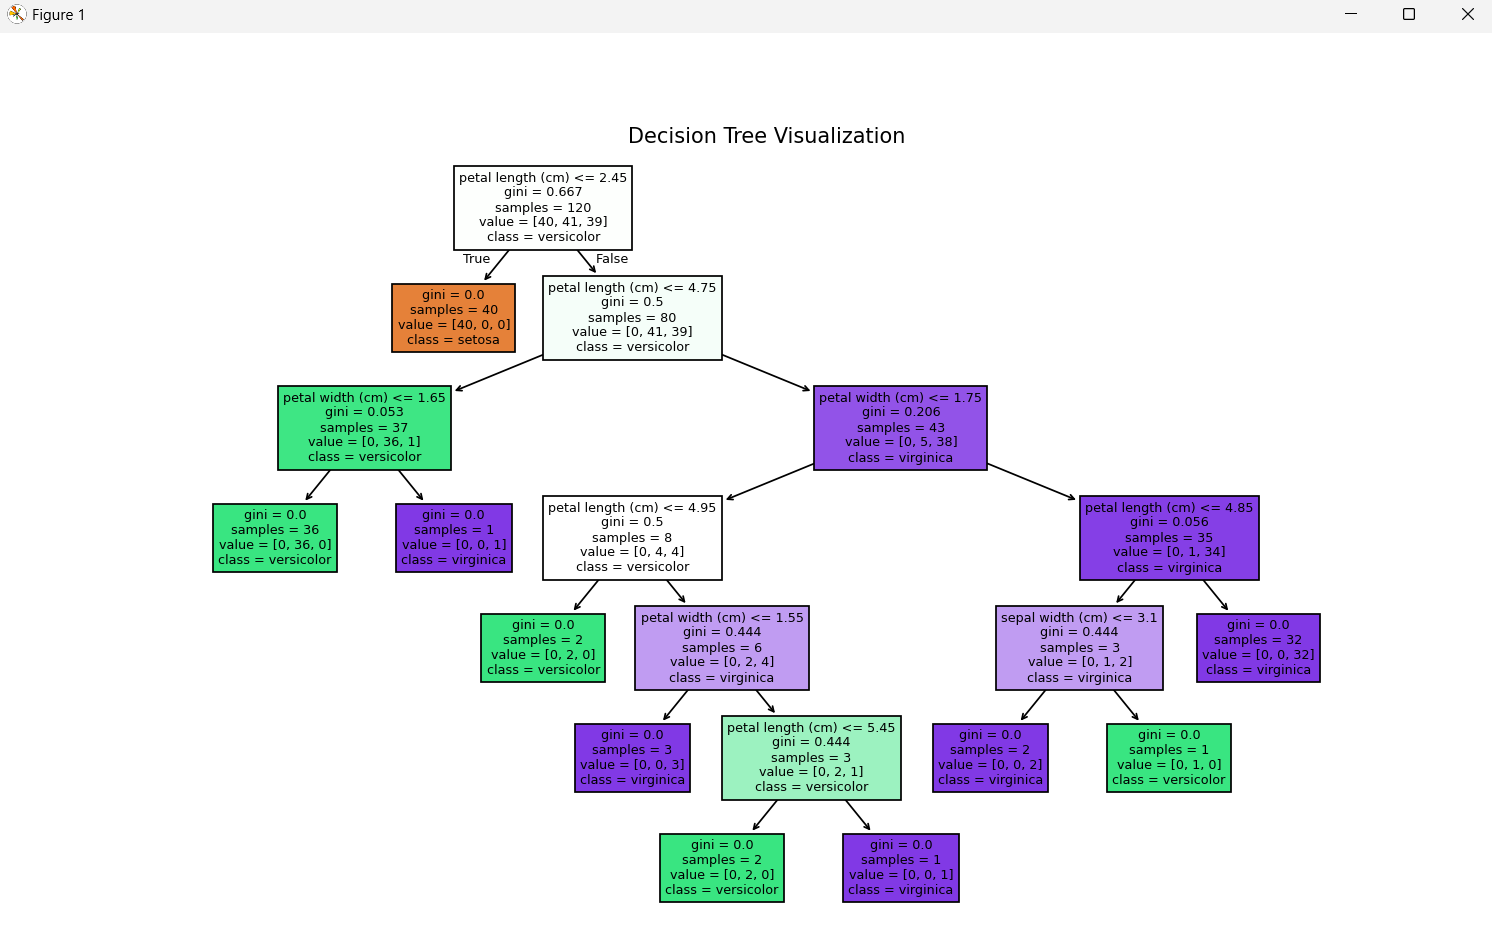 Figure 1
Decision Tree Visualization
petal length (cm) <= 2.45
gini = 0.667
samples = 120
value = [40, 41, 39]
class = versicolor
True
False
gini = 0.0
samples = 40
value = [40, 0, 0]
class = setosa
petal length (cm) <= 4.75
gini = 0.5
samples = 80
value = [0, 41, 39]
class = versicolor
petal width (cm) <= 1.65
gini = 0.053
samples = 37
value = [0, 36, 1]
class = versicolor
petal width (cm) <= 1.75
gini = 0.206
samples = 43
value = [0, 5, 38]
class = virginica
gini = 0.0
samples = 36
value = [0, 36, 0]
class = versicolor
gini = 0.0
samples = 1
value = [0, 0, 1]
class = virginica
petal length (cm) <= 4.95
gini = 0.5
samples = 8
value = [0, 4, 4]
class = versicolor
petal length (cm) <= 4.85
gini = 0.056
samples = 35
value = [0, 1, 34]
class = virginica
gini = 0.0
samples = 2
value = [0, 2, 0]
class = versicolor
petal width (cm) <= 1.55
gini = 0.444
samples = 6
value = [0, 2, 4]
class = virginica
sepal width (cm) <= 3.1
gini = 0.444
samples = 3
value = [0, 1, 2]
class = virginica
gini = 0.0
samples = 32
value = [0, 0, 32]
class = virginica
gini = 0.0
samples = 3
value = [0, 0, 3]
class = virginica
petal length (cm) <= 5.45
gini = 0.444
samples = 3
value = [0, 2, 1]
class = versicolor
gini = 0.0
samples = 2
value = [0, 0, 2]
class = virginica
gini = 0.0
samples = 1
value = [0, 1, 0]
class = versicolor
gini = 0.0
samples = 2
value = [0, 2, 0]
class = versicolor
gini = 0.0
samples = 1
value = [0, 0, 1]
class = virginica